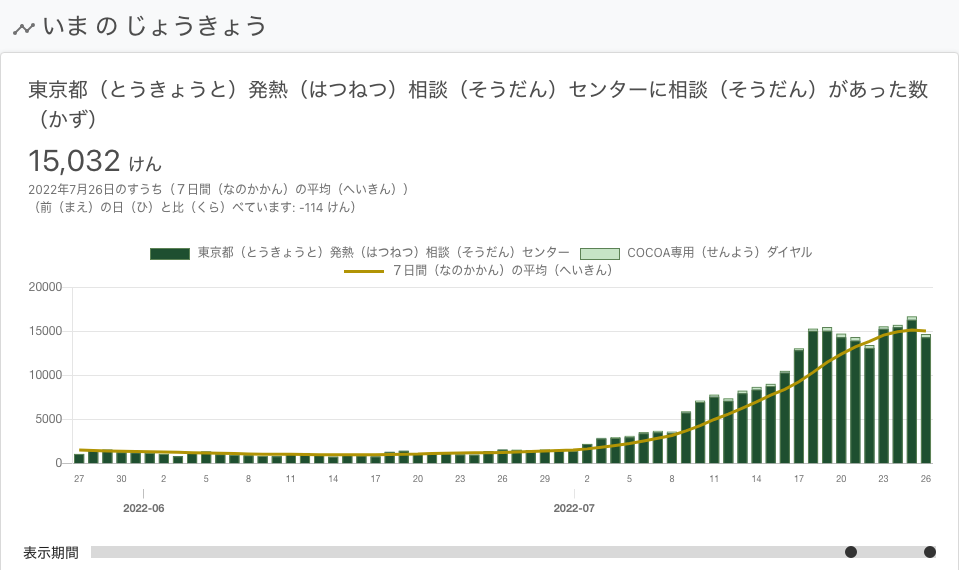 いま の じょうきょう
東京都（とうきょうと）発熱（はつねつ）相談（そうだん）センターに相談（そうだん）があった数
（かず）
15,032 けん
2022年7月26日のすうち（７日間（なのかかん）の平均（へいきん））
（前（まえ）の日（ひ）と比（くら）べています: -114 けん）
東京都（とうきょうと）発熱（はつねつ）相談（そうだん）センター COCOA専用（せんよう）ダイヤル
７日間（なのかかん）の平均（へいきん）
20000
15000
10000
5000
0
27 30 2 5 8 11 14 17 20 23 26 29 2 5 8 11 14 17 20 23 26
2022-06 2022-07
表示期間